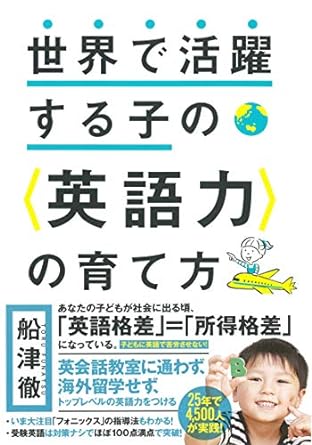 世界で活躍
する子の
〈英語力〉
の育て方
船津徹
TORU FUNATSU
あなたの子どもが社会に出る頃、
「英語格差」=「所得格差」
になっている。子どもに英語で苦労させない!
英会話教室に通わず、
海外留学せず、
トップレベルの英語力をつける
25年で
4,500人
が実践!
B
・いま大注目「フォニックス」の指導法もわかる!
・受験英語は対策ナシでほぼ100点満点で突破!